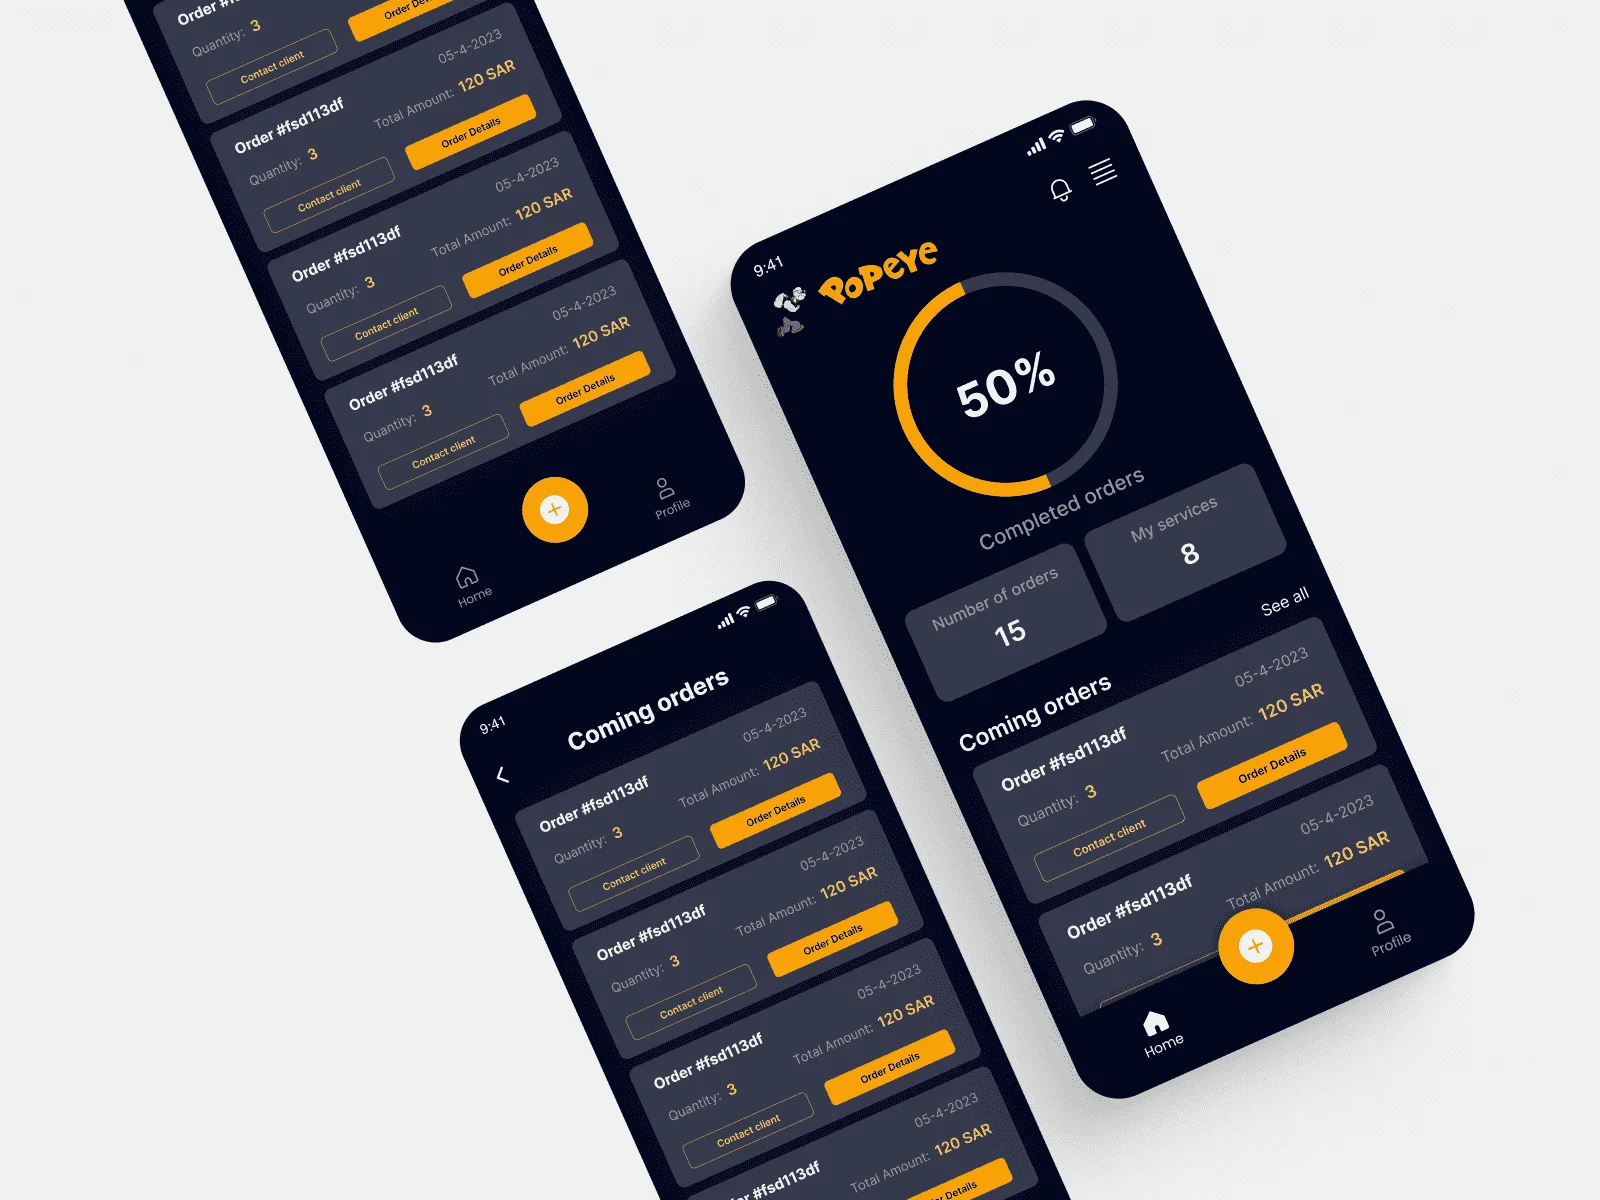 Order #f
Quantity: 3
Contact client
Order De
05-4-2023
Order #fsd113df
Total Amount: 120 SAR
Quantity: 3
Contact client
Order Details
05-4-2023
Order #fsd113df
Total Amount: 120 SAR
Quantity: 3
Contact client
Order Details
05-4-2023
Order #fsd113df
Total Amount: 120 SAR
Quantity: 3
Contact client
Order Details
Home
Profile
9:41
Coming orders
05-4-2023
Order #fsd113df
Total Amount: 120 SAR
Quantity: 3
Contact client
Order Details
05-4-2023
Order #fsd113df
Total Amount: 120 SAR
Quantity: 3
Contact client
Order Details
05-4-2023
Order #fsd113df
Total Amount: 120 SAR
Quantity: 3
Contact client
Order Details
05-4-2023
#fsd113df
Total Amount: 120 SAR
Details
9:41
POPEYE
50%
Completed orders
Number of orders
15
My services
8
Coming orders
See all
05-4-2023
Order #fsd113df
Total Amount: 120 SAR
Quantity: 3
Contact client
Order Details
05-4-2023
Order #fsd113df
Total Amount: 120 SAR
Quantity: 3
Home
Profile